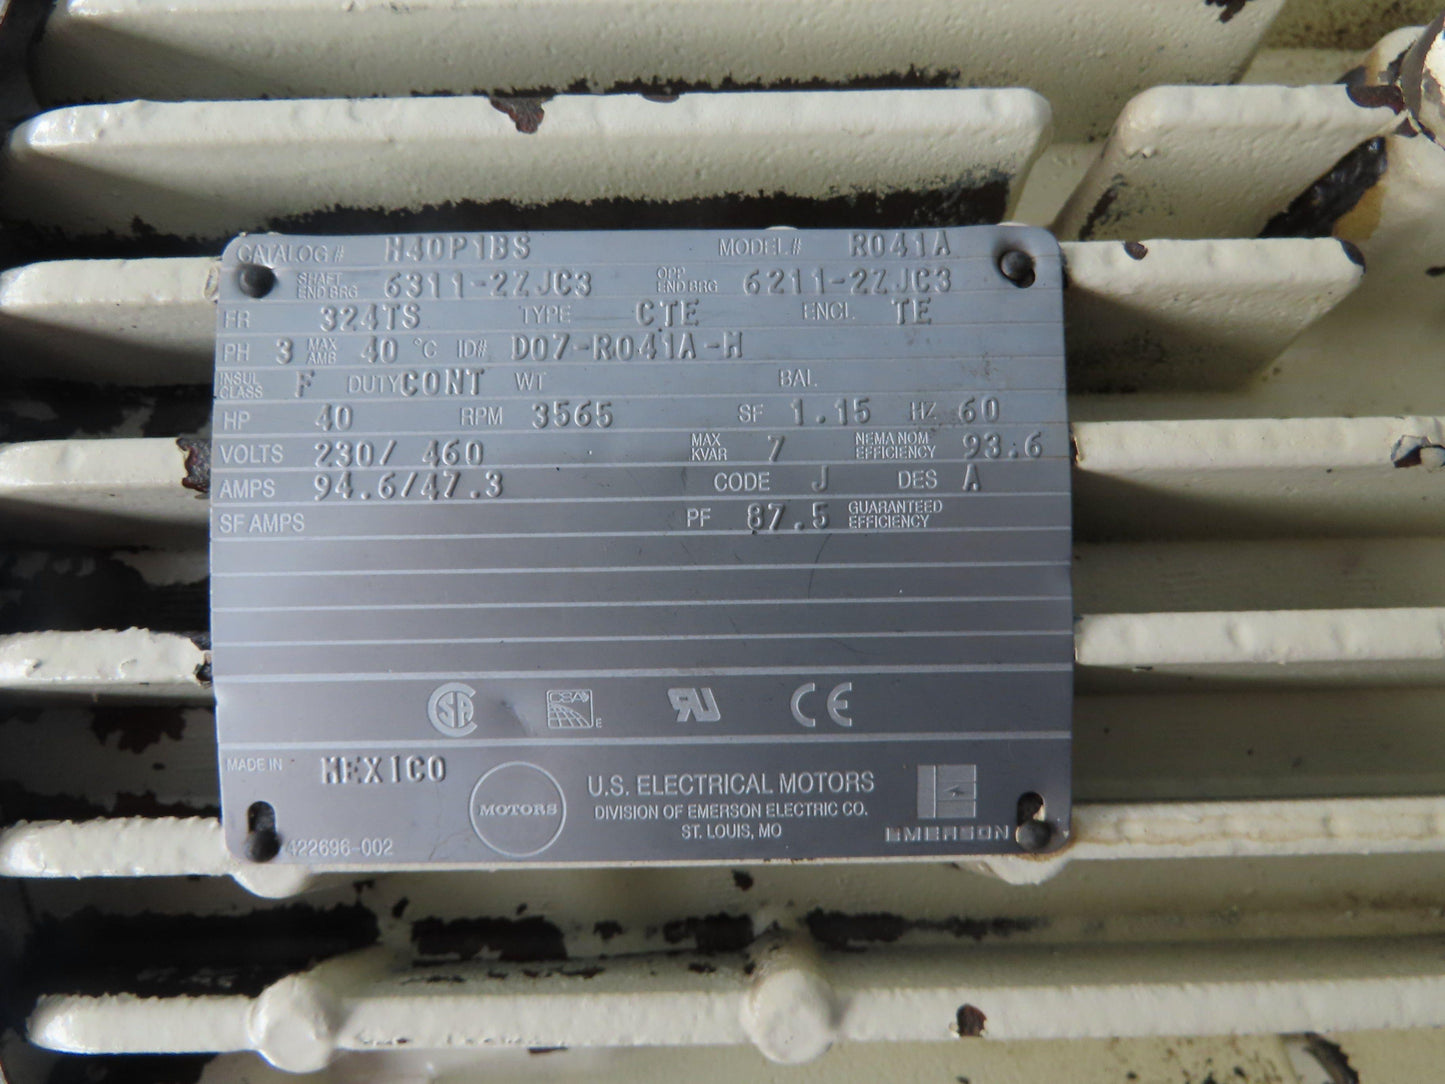 CATALOG# H40P1BS MODEL# R041A
SHAFT END BRG 6311-2ZJC3 OPP END BRG 6211-2ZJC3
FR 324TS TYPE CTE ENCL TE
PH 3 MAX AMB 40 °C ID# D07-R041A-M
INSUL CLASS F DUTY CONT WT BAL
HP 40 RPM 3565 SF 1.15 HZ 60
VOLTS 230/ 460 MAX KVAR 7 NEMA NOM EFFICIENCY 93.6
AMPS 94.6/47.3 CODE J DES A
SF AMPS PF 87.5 GUARANTEED EFFICIENCY
SA CSA E RU CE
MADE IN MEXICO
MOTORS
U.S. ELECTRICAL MOTORS
DIVISION OF EMERSON ELECTRIC CO.
ST. LOUIS, MO
EMERSON
422696-002